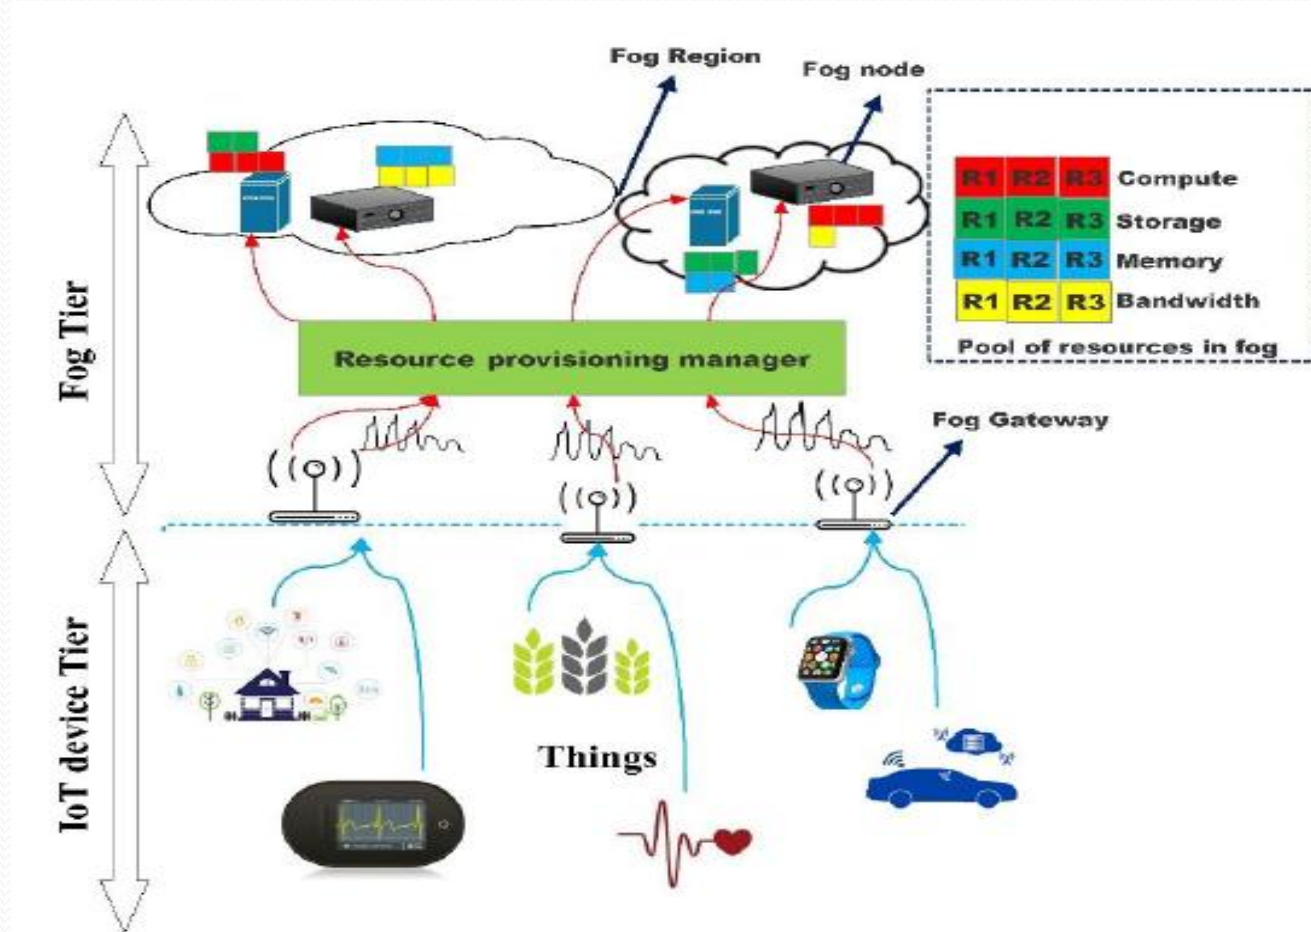 Fog Region
Fog node
R1 R2 R3 Compute
R1 R2 R3 Storage
R1 R2 R3 Memory
R1 R2 R3 Bandwidth
Pool of resources in fog
Fog Tier
Resource provisioning manager
Fog Gateway
IoT device Tier
Things